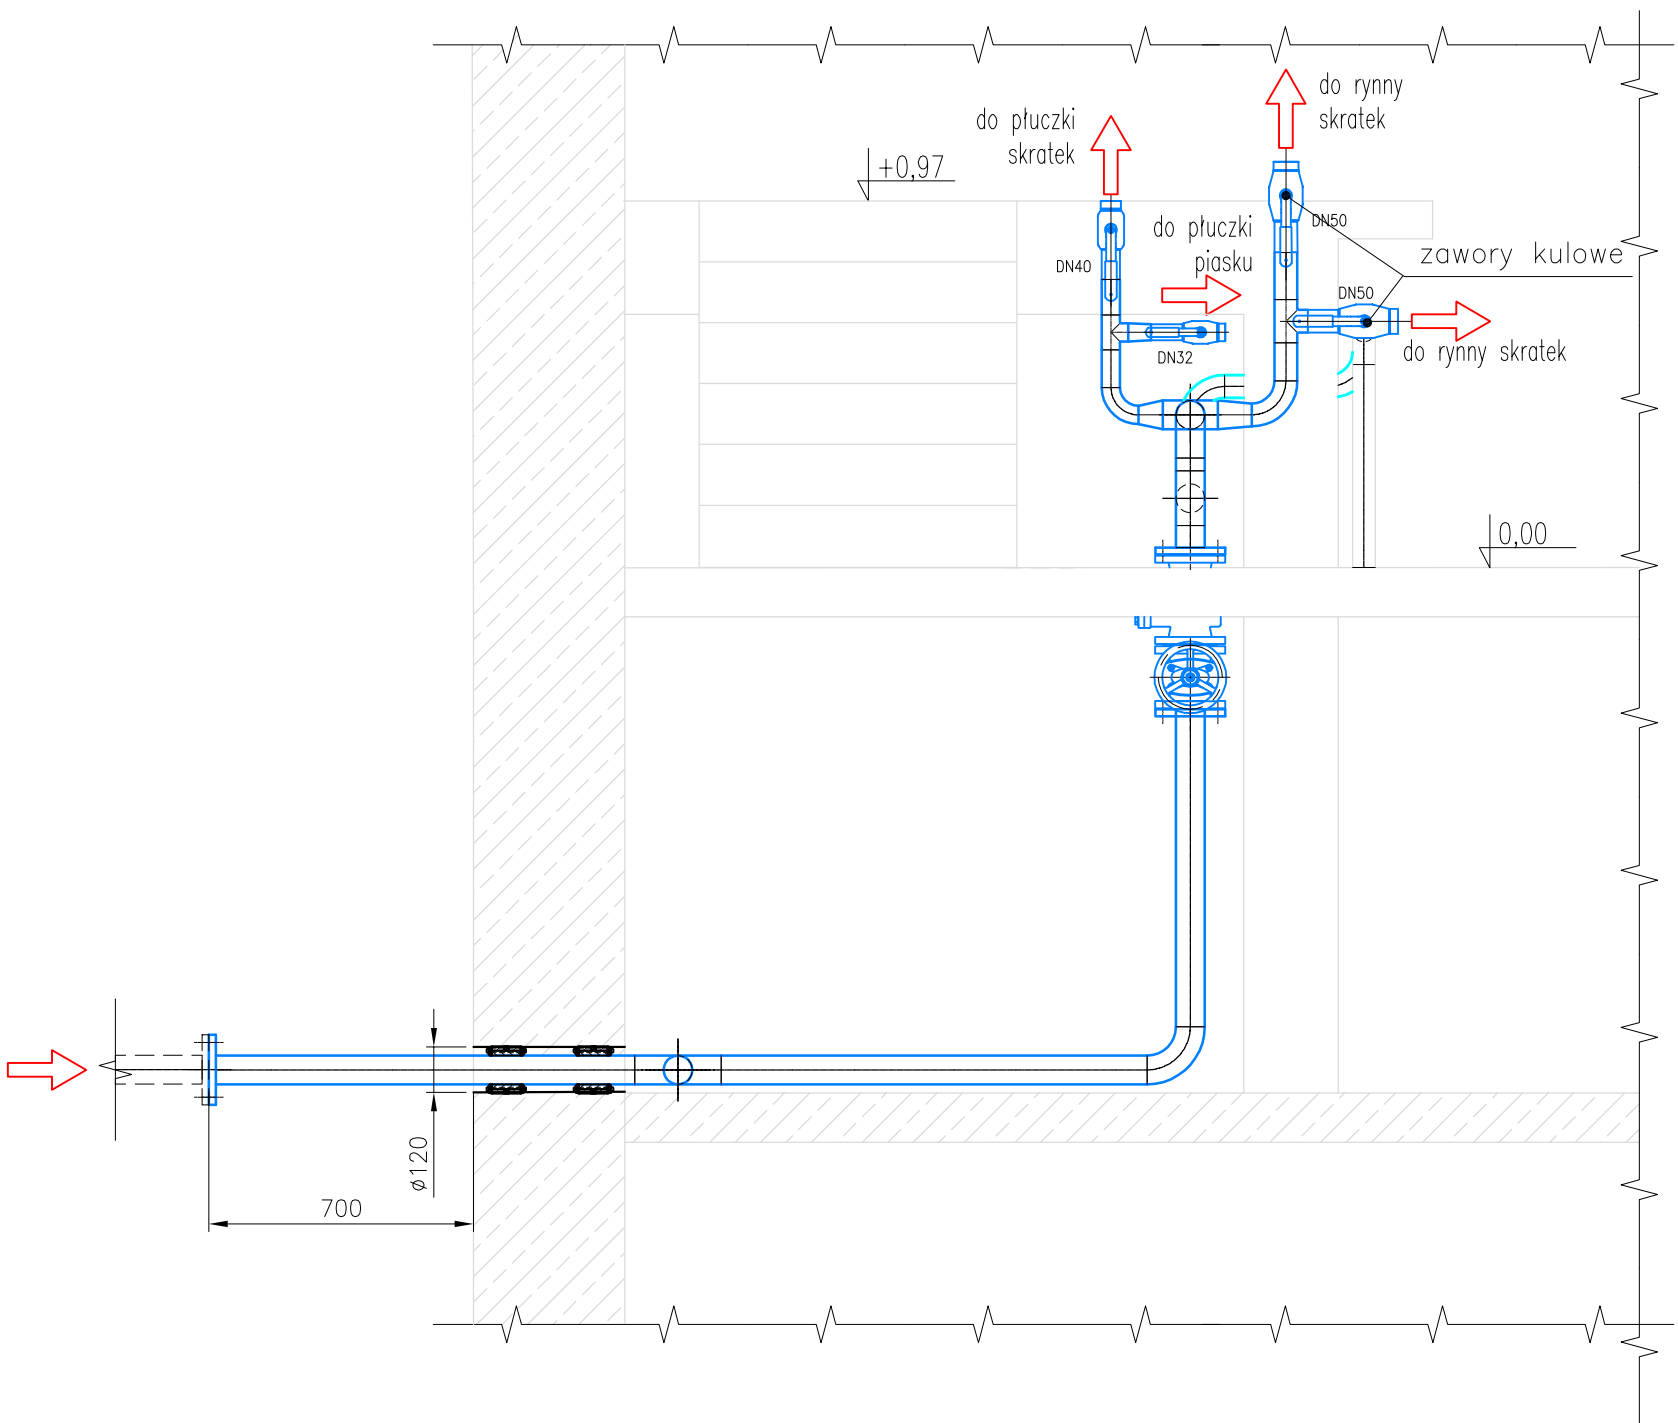 do rynny
skratek
do płuczki
skratek
+0,97
DN50
do płuczki
piasku
zawory kulowe
DN40
DN50
do rynny skratek
DN32
0,00
ϕ120
700